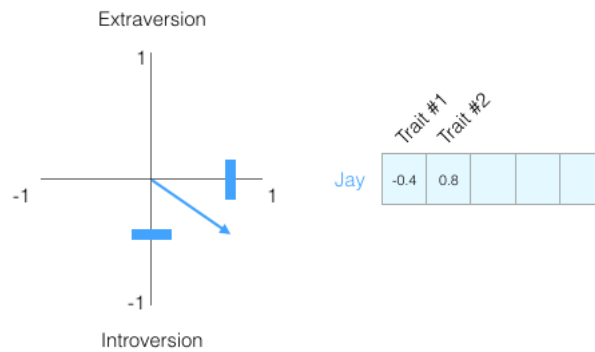 Extraversion
1
-1
1
-1
Introversion
Trait #1
Trait #2
Jay
-0.4
0.8